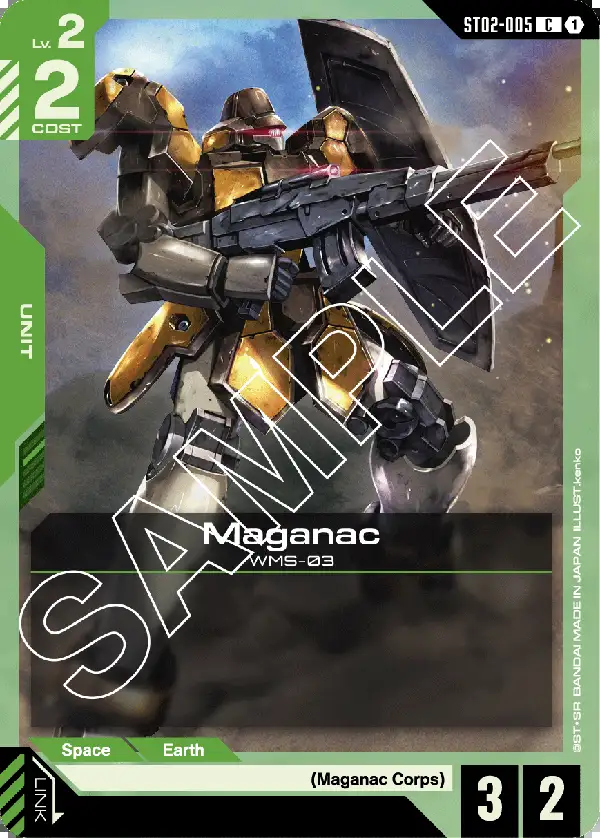 Lv. 2
2
COST
ST02-005 C 1
UNIT
SAMPLE
Maganac
WMS-03
©ST・SR BANDAI MADE IN JAPAN ILLUST.kenko
Space Earth
LINK
(Maganac Corps)
3 2